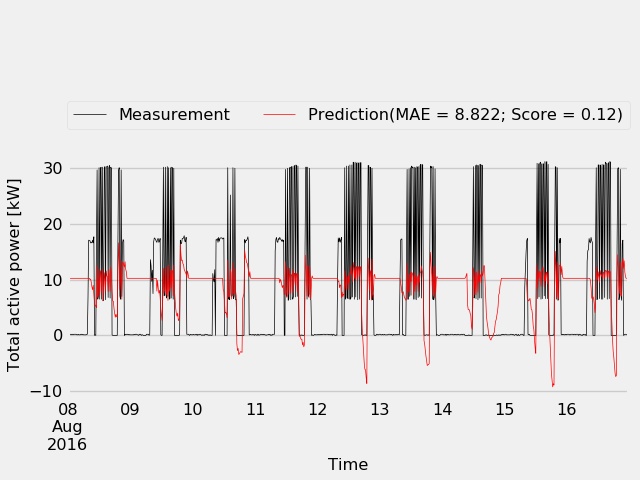 Measurement
Prediction(MAE = 8.822; Score = 0.12)
Total active power [kW]
30
20
10
0
−10
08 09 10 11 12 13 14 15 16
Aug
2016
Time